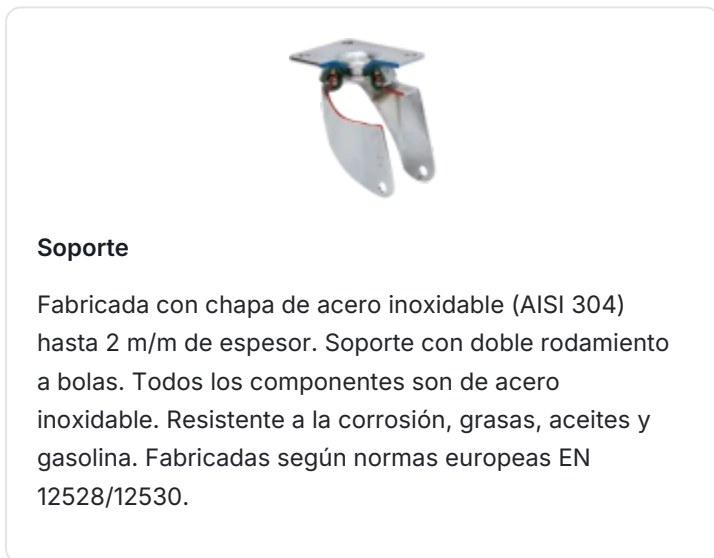 Soporte
Fabricada con chapa de acero inoxidable (AISI 304)
hasta 2 m/m de espesor. Soporte con doble rodamiento
a bolas. Todos los componentes son de acero
inoxidable. Resistente a la corrosión, grasas, aceites y
gasolina. Fabricadas según normas europeas EN
12528/12530.